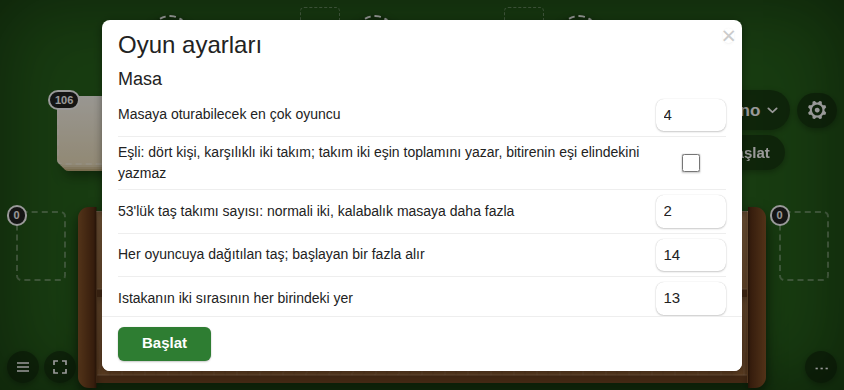 Oyun ayarları
×
Masa
Masaya oturabilecek en çok oyuncu
4
Eşli: dört kişi, karşılıklı iki takım; takım iki eşin toplamını yazar, bitirenin eşi elindekini
yazmaz
53'lük taş takımı sayısı: normali iki, kalabalık masaya daha fazla
2
Her oyuncuya dağıtılan taş; başlayan bir fazla alır
14
Istakanın iki sırasının her birindeki yer
13
Başlat
106
0
0